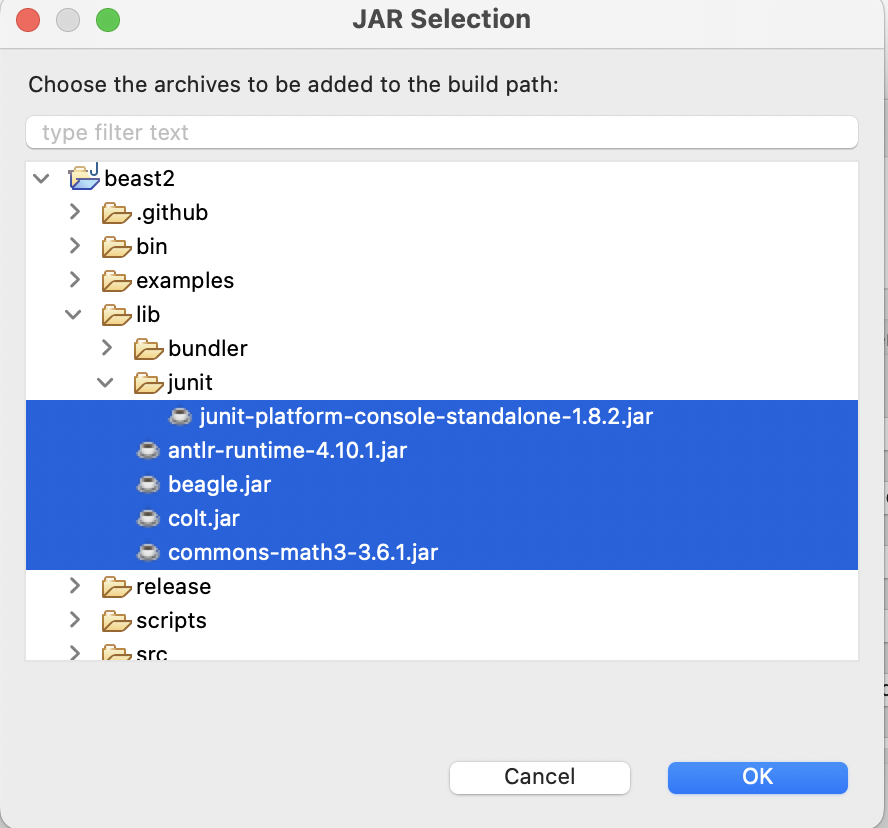 JAR Selection
Choose the archives to be added to the build path:
type filter text
beast2
.github
bin
examples
lib
bundler
junit
junit-platform-console-standalone-1.8.2.jar
antlr-runtime-4.10.1.jar
beagle.jar
colt.jar
commons-math3-3.6.1.jar
release
scripts
src
Cancel
OK